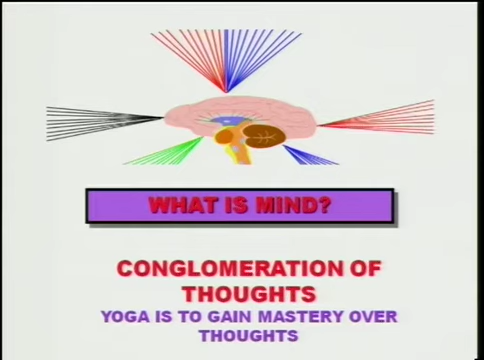 WHAT IS MIND?
CONGLOMERATION OF
THOUGHTS
YOGA IS TO GAIN MASTERY OVER
THOUGHTS